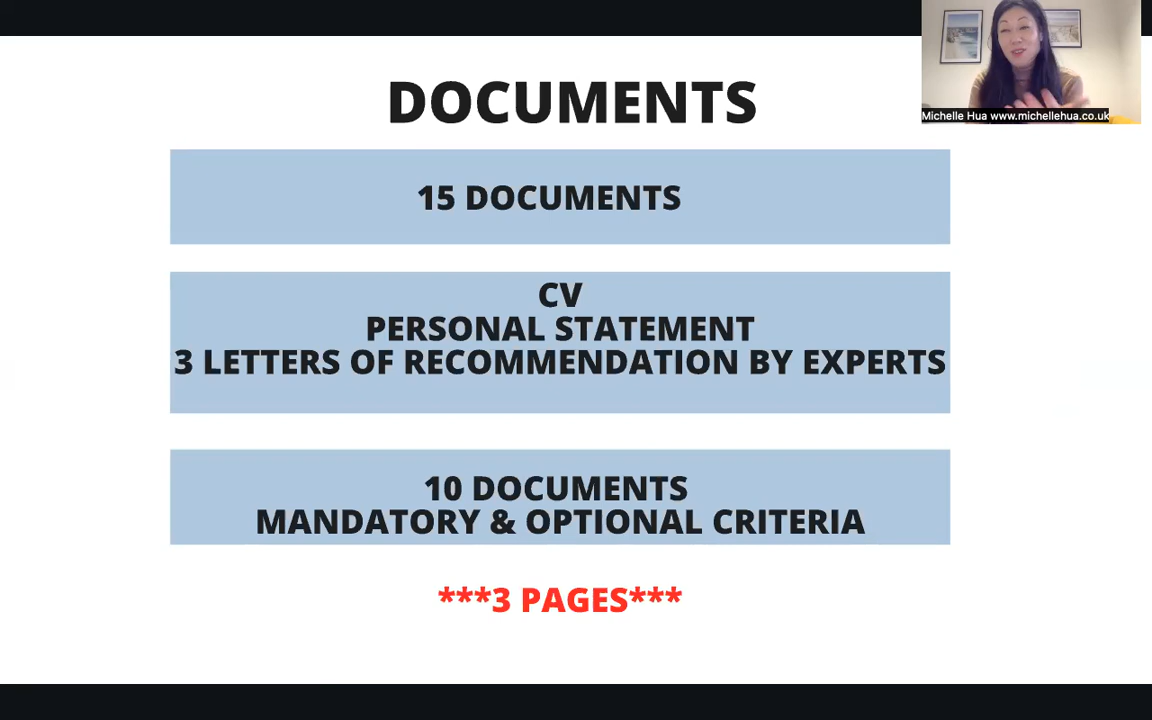 DOCUMENTS
Michelle Hua www.michellehua.co.uk
15 DOCUMENTS
CV
PERSONAL STATEMENT
3 LETTERS OF RECOMMENDATION BY EXPERTS
10 DOCUMENTS
MANDATORY & OPTIONAL CRITERIA
***3 PAGES***